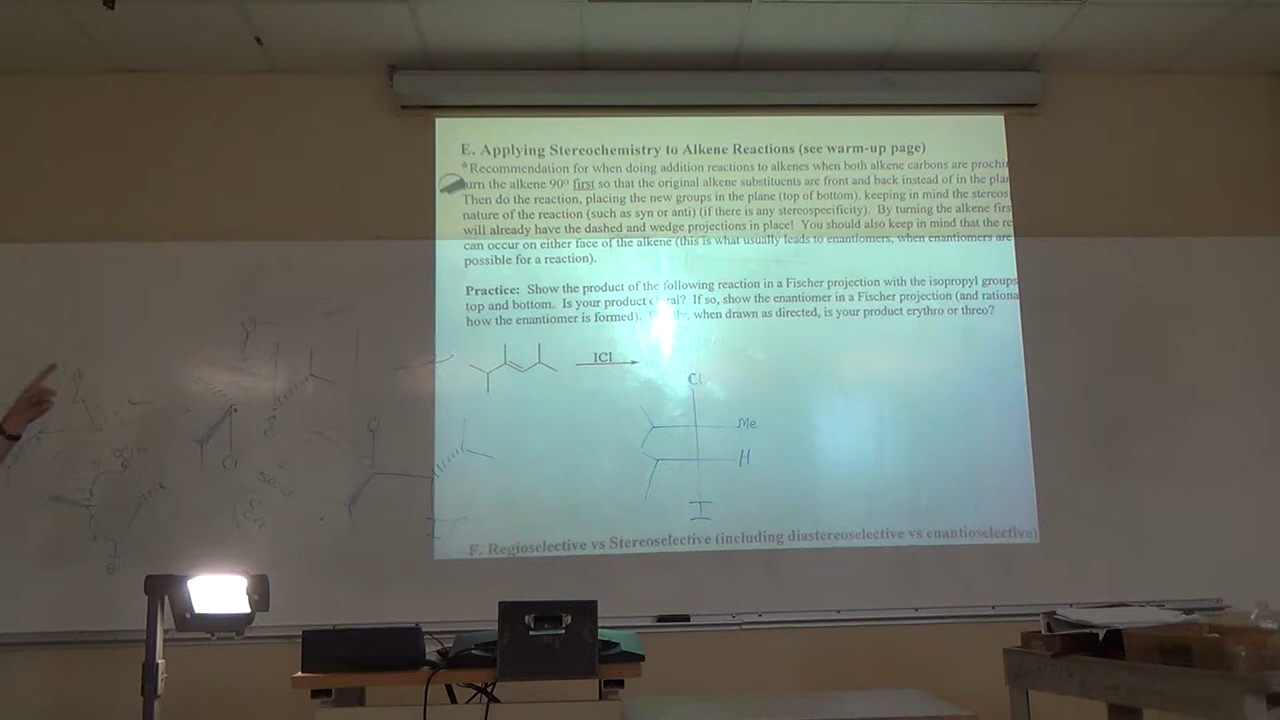 E. Applying Stereochemistry to Alkene Reactions (see warm-up page)
*Recommendation for when doing addition reactions to alkenes when both alkene carbons are prochir
urn the alkene 90° first so that the original alkene substituents are front and back instead of in the plan
Then do the reaction, placing the new groups in the plane (top of bottom), keeping in mind the stereos
nature of the reaction (such as syn or anti) (if there is any stereospecificity). By turning the alkene firs
will already have the dashed and wedge projections in place! You should also keep in mind that the re
can occur on either face of the alkene (this is what usually leads to enantiomers, when enantiomers are
possible for a reaction).
Practice: Show the product of the following reaction in a Fischer projection with the isopropyl groups
top and bottom. Is your product If so, show the enantiomer in a Fischer projection (and rationa
how the enantiomer is formed). when drawn as directed, is your product erythro or threo?
ICl
Cl
Me
H
I
Cl
F. Regioselective vs Stereoselective (including diastereoselective vs enantioselective)